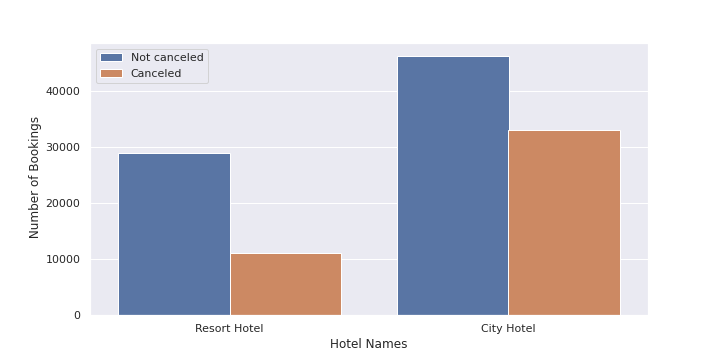 Not canceled
Canceled
40000
30000
20000
10000
0
Number of Bookings
Resort Hotel
City Hotel
Hotel Names